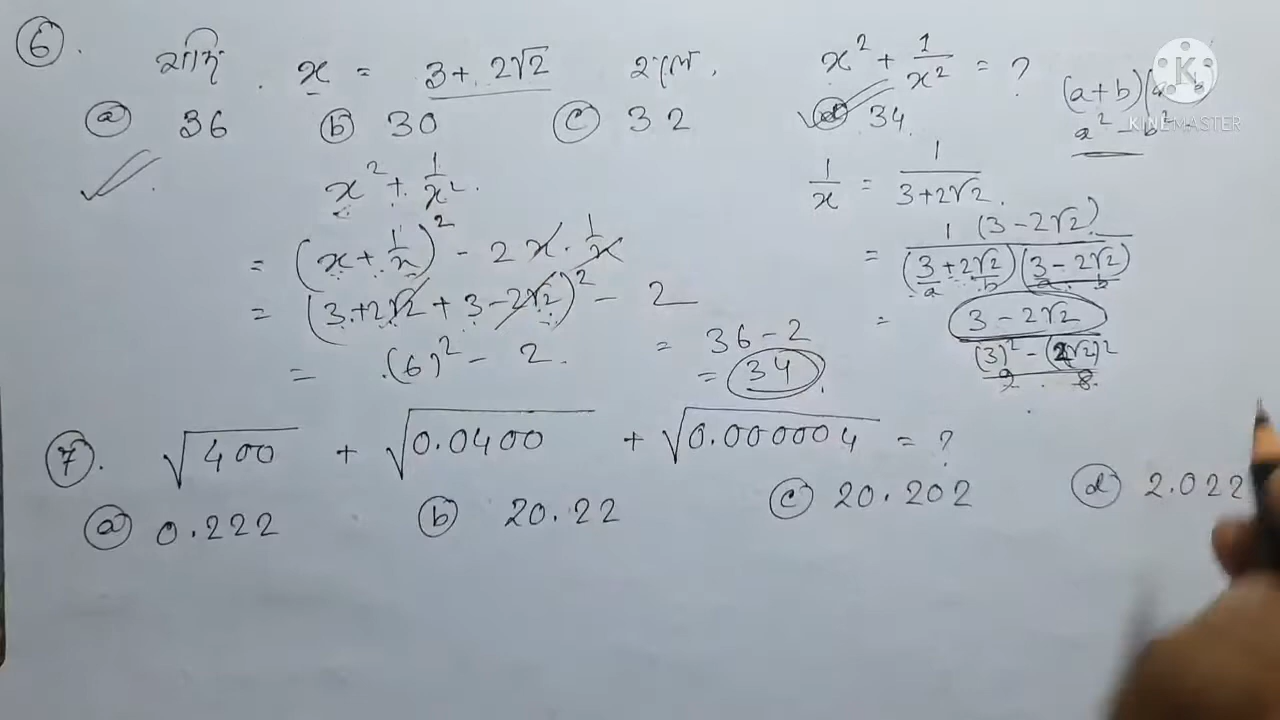 6. যদি x = 3 + 2√2 হলে, x² + 1/x² = ?
(a) 36 (b) 30 (c) 32 (d) 34
(a+b)(a-b)
a² - b²
x² + 1/x²
= (x + 1/x)² - 2 x · 1/x
= (3+2√2 + 3-2√2)² - 2
= (6)² - 2
= 36 - 2
= 34
1/x = 1/(3+2√2)
= 1 (3 - 2√2) / (3+2√2)(3-2√2)
a b a b
= 3 - 2√2 / (3)² - (2√2)²
9 8
7. √400 + √0.0400 + √0.000004 = ?
(a) 0.222 (b) 20.22 (c) 20.202 (d) 2.022
K
KINEMASTER